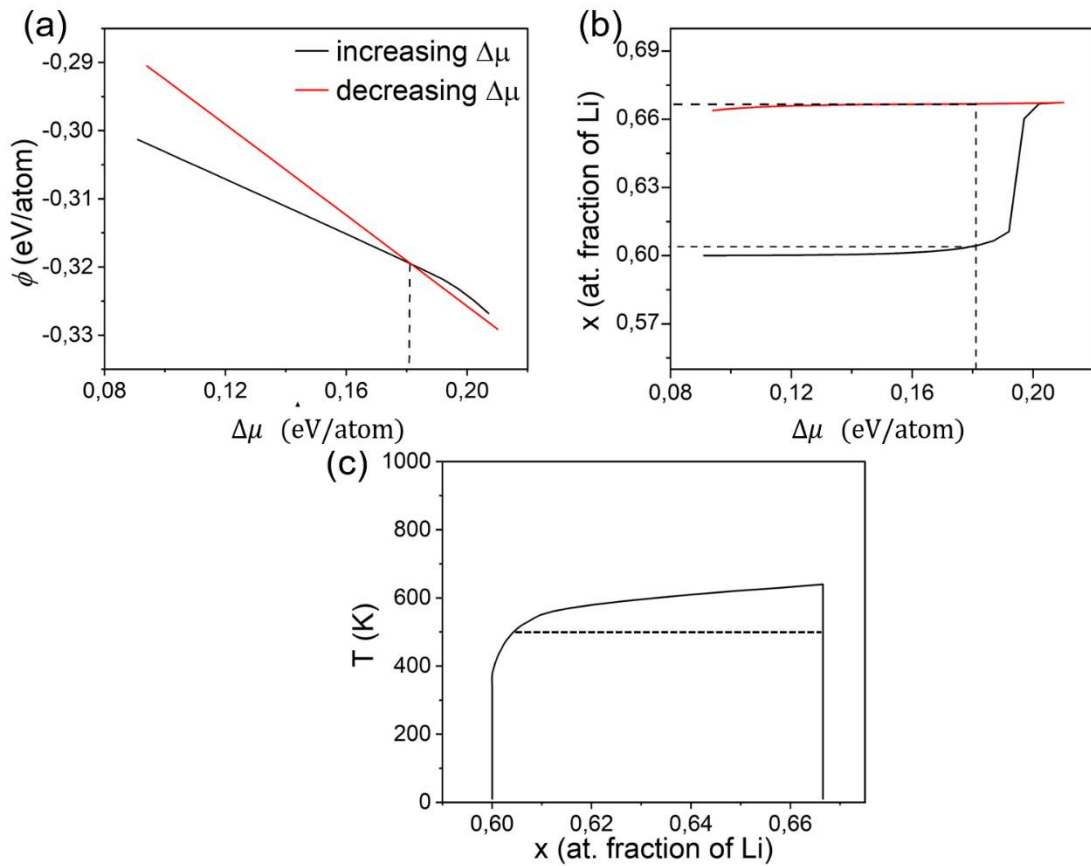 (a)
increasing Δμ
decreasing Δμ
-0,29
-0,30
-0,31
-0,32
-0,33
ϕ (eV/atom)
0,08 0,12 0,16 0,20
Δμ (eV/atom)
(b)
0,69
0,66
0,63
0,60
0,57
x (at. fraction of Li)
0,08 0,12 0,16 0,20
Δμ (eV/atom)
(c)
1000
800
600
400
200
0
T (K)
0,60 0,62 0,64 0,66
x (at. fraction of Li)